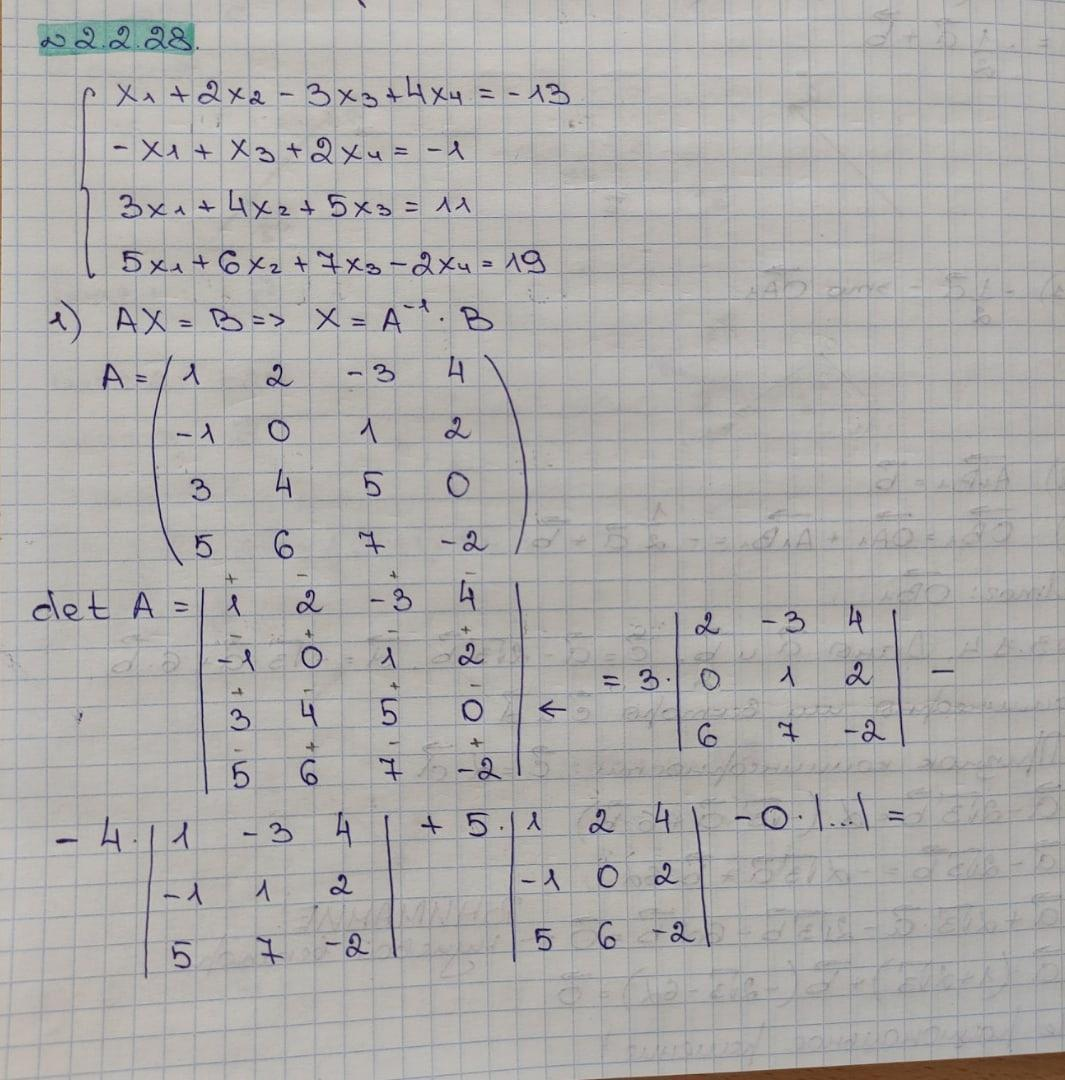 № 2.2.28.
x₁ + 2x₂ - 3x₃ + 4x₄ = -13
- x₁ + x₃ + 2x₄ = -1
3x₁ + 4x₂ + 5x₃ = 11
5x₁ + 6x₂ + 7x₃ - 2x₄ = 19
1) AX = B => X = A⁻¹ · B
A = ( 1 2 -3 4
-1 0 1 2
3 4 5 0
5 6 7 -2 )
+ - + -
det A = | 1 2 -3 4 |
- + - +
| -1 0 1 2 |
+ - + -
| 3 4 5 0 | ←
- + - +
| 5 6 7 -2 |
= 3 · | 2 -3 4 | -
| 0 1 2 |
| 6 7 -2 |
- 4 · | 1 -3 4 | + 5 · | 1 2 4 | - 0 · |...| =
| -1 1 2 | | -1 0 2 |
| 5 7 -2 | | 5 6 -2 |